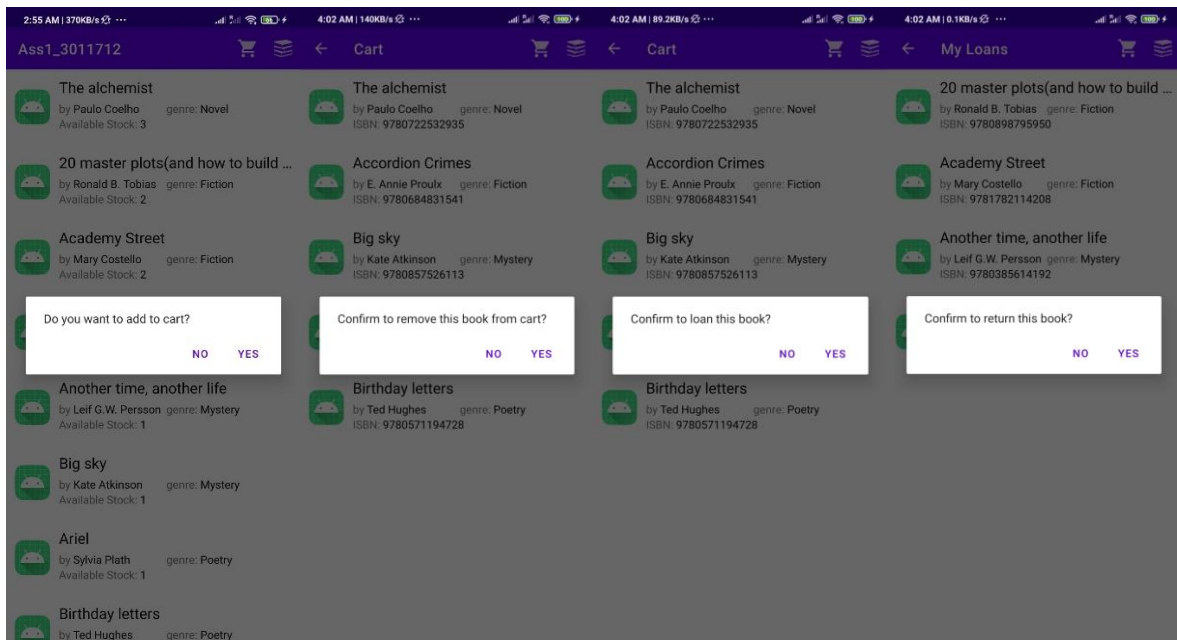 2:55 AM | 370KB/s ···
Ass1_3011712
The alchemist
by Paulo Coelho genre: Novel
Available Stock: 3
20 master plots(and how to build ...
by Ronald B. Tobias genre: Fiction
Available Stock: 2
Academy Street
by Mary Costello genre: Fiction
Available Stock: 2
Do you want to add to cart?
NO YES
Another time, another life
by Leif G.W. Persson genre: Mystery
Available Stock: 1
Big sky
by Kate Atkinson genre: Mystery
Available Stock: 1
Ariel
by Sylvia Plath genre: Poetry
Available Stock: 1
Birthday letters
by Ted Hughes genre: Poetry
4:02 AM | 140KB/s ··· 100
Cart
The alchemist
by Paulo Coelho genre: Novel
ISBN: 9780722532935
Accordion Crimes
by E. Annie Proulx genre: Fiction
ISBN: 9780684831541
Big sky
by Kate Atkinson genre: Mystery
ISBN: 9780857526113
Confirm to remove this book from cart?
NO YES
Birthday letters
by Ted Hughes genre: Poetry
ISBN: 9780571194728
4:02 AM | 89.2KB/s ··· 100
Cart
The alchemist
by Paulo Coelho genre: Novel
ISBN: 9780722532935
Accordion Crimes
by E. Annie Proulx genre: Fiction
ISBN: 9780684831541
Big sky
by Kate Atkinson genre: Mystery
ISBN: 9780857526113
Confirm to loan this book?
NO YES
Birthday letters
by Ted Hughes genre: Poetry
ISBN: 9780571194728
4:02 AM | 0.1KB/s ··· 100
My Loans
20 master plots(and how to build ...
by Ronald B. Tobias genre: Fiction
ISBN: 9780898795950
Academy Street
by Mary Costello genre: Fiction
ISBN: 9781782114208
Another time, another life
by Leif G.W. Persson genre: Mystery
ISBN: 9780385614192
Confirm to return this book?
NO YES